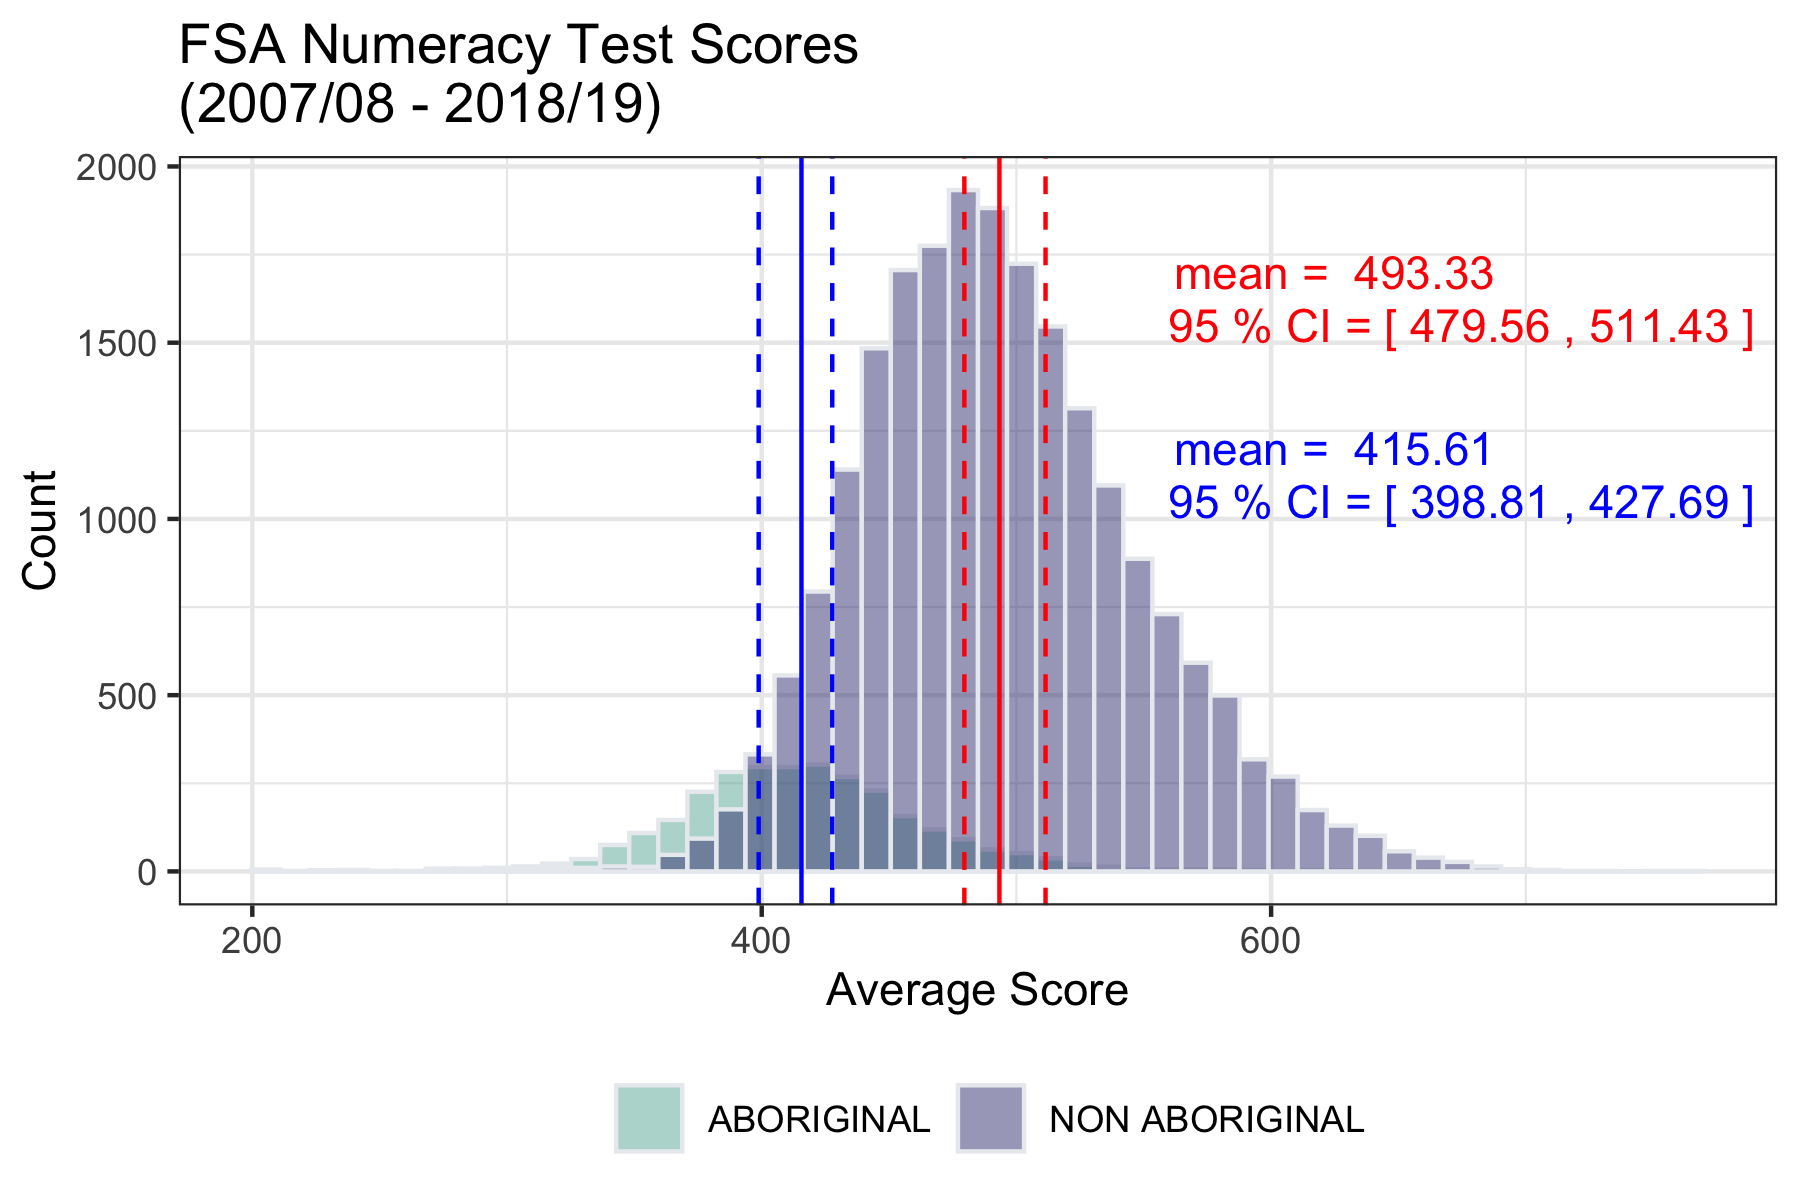 FSA Numeracy Test Scores
(2007/08 - 2018/19)
2000
1500
1000
500
0
Count
mean = 493.33
95 % CI = [ 479.56 , 511.43 ]
mean = 415.61
95 % CI = [ 398.81 , 427.69 ]
200 400 600
Average Score
ABORIGINAL NON ABORIGINAL